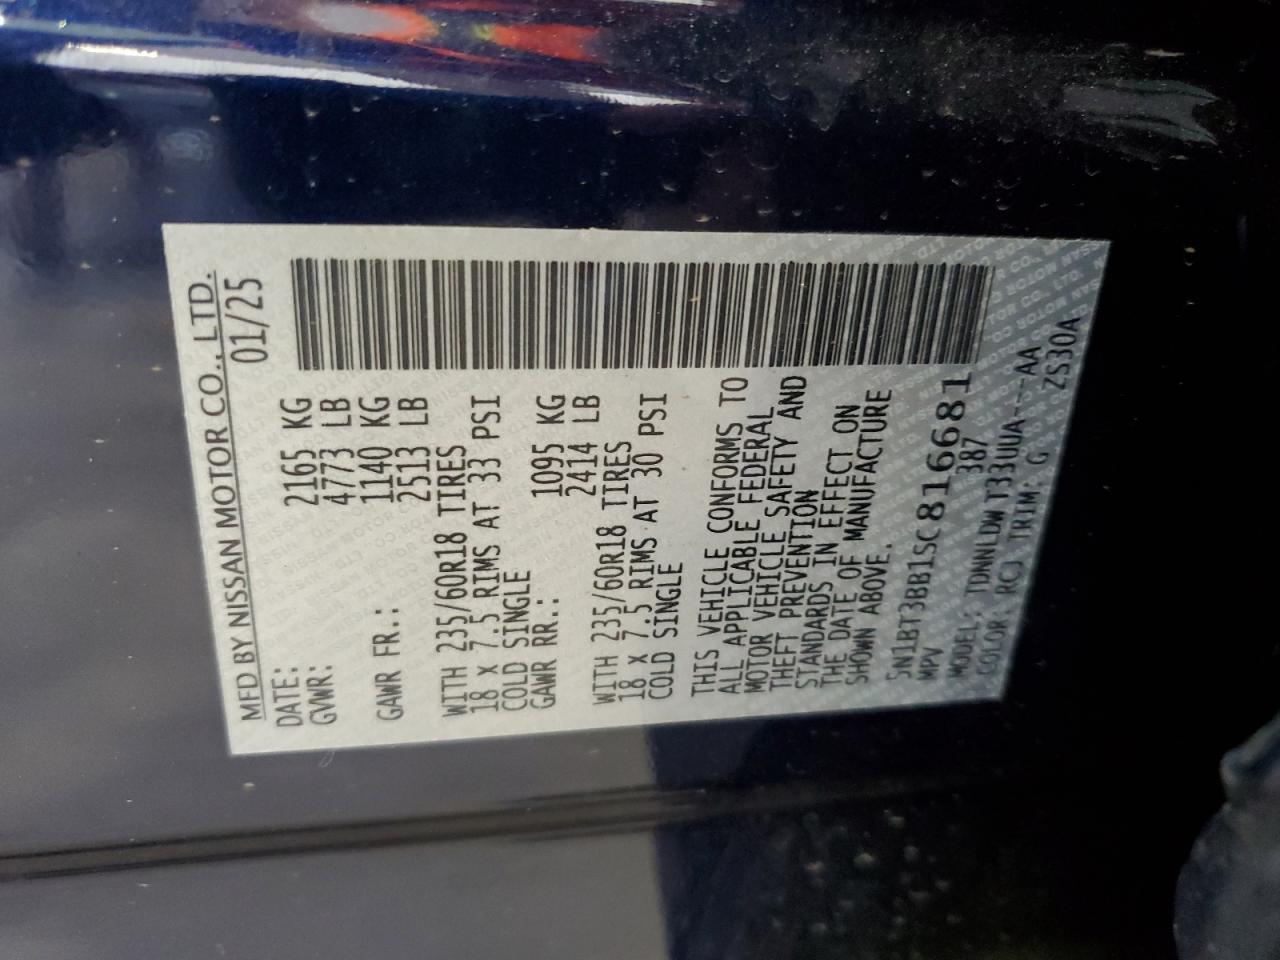 MFD BY NISSAN MOTOR CO., LTD.
DATE: 01/25
GVWR: 2165 KG
4773 LB
GAWR FR.: 1140 KG
2513 LB
WITH 235/60R18 TIRES
18 X 7.5 RIMS AT 33 PSI
COLD SINGLE
GAWR RR.: 1095 KG
2414 LB
WITH 235/60R18 TIRES
18 X 7.5 RIMS AT 30 PSI
COLD SINGLE
THIS VEHICLE CONFORMS TO
ALL APPLICABLE FEDERAL
MOTOR VEHICLE SAFETY AND
THEFT PREVENTION
STANDARDS IN EFFECT ON
THE DATE OF MANUFACTURE
SHOWN ABOVE.
5N1BT3BB1SC816681
MPV 387
MODEL: TDNNLDW T33UUA---AA
COLOR: RCJ TRIM: G ZS30A